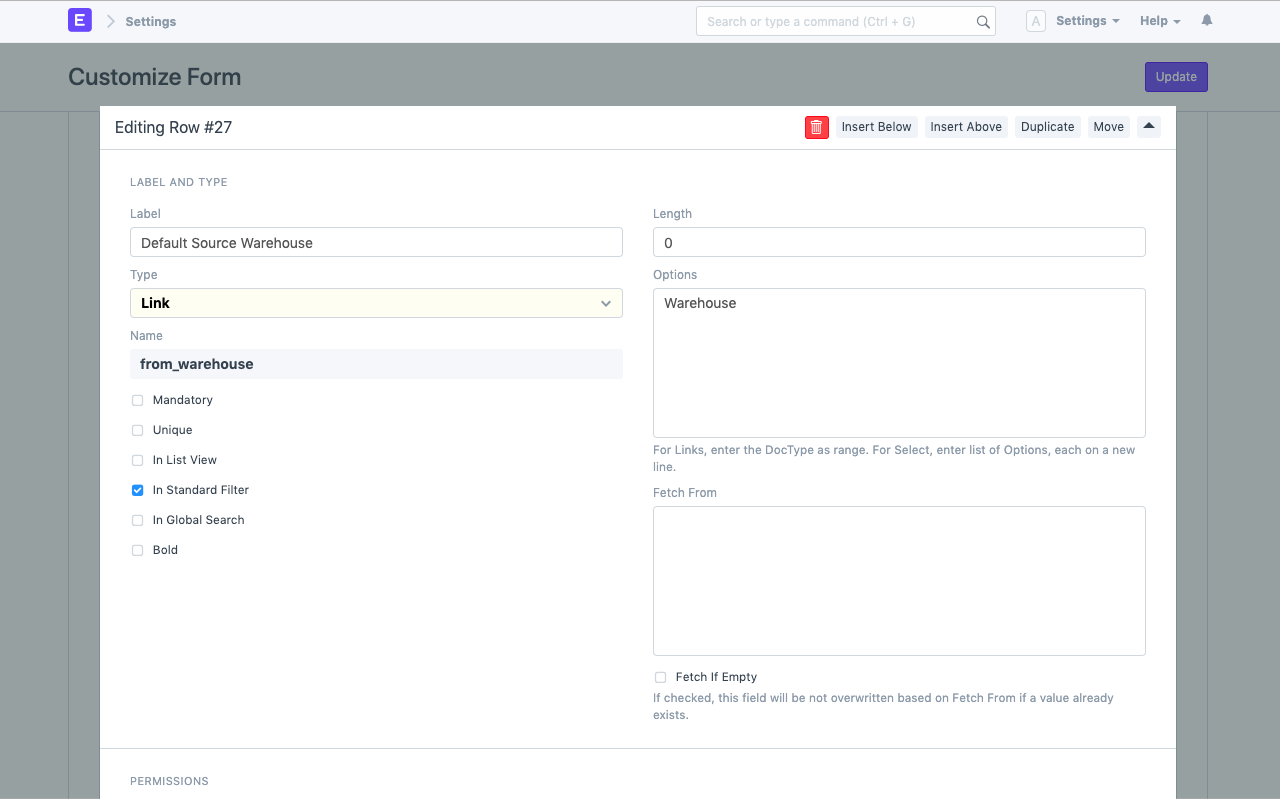 E Settings Search or type a command (Ctrl + G) A Settings Help
Customize Form Update
Editing Row #27 Insert Below Insert Above Duplicate Move
LABEL AND TYPE
Label
Default Source Warehouse
Type
Link
Name
from_warehouse
Mandatory
Unique
In List View
In Standard Filter
In Global Search
Bold
Length
0
Options
Warehouse
For Links, enter the DocType as range. For Select, enter list of Options, each on a new
line.
Fetch From
Fetch If Empty
If checked, this field will be not overwritten based on Fetch From if a value already
exists.
PERMISSIONS